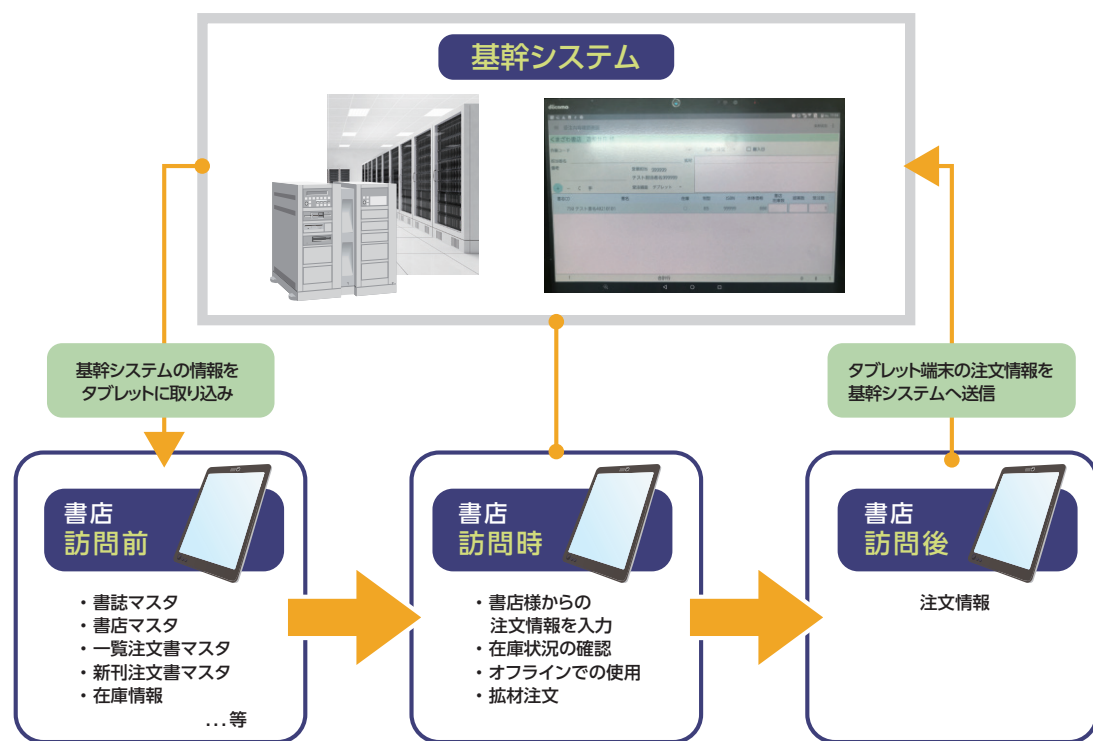 基幹システム
docomo
基幹システムの情報を
タブレットに取り込み
タブレット端末の注文情報を
基幹システムへ送信
書店
訪問前
・書誌マスタ
・書店マスタ
・一覧注文書マスタ
・新刊注文書マスタ
・在庫情報
…等
書店
訪問時
・書店様からの
注文情報を入力
・在庫状況の確認
・オフラインでの使用
・拡材注文
書店
訪問後
注文情報